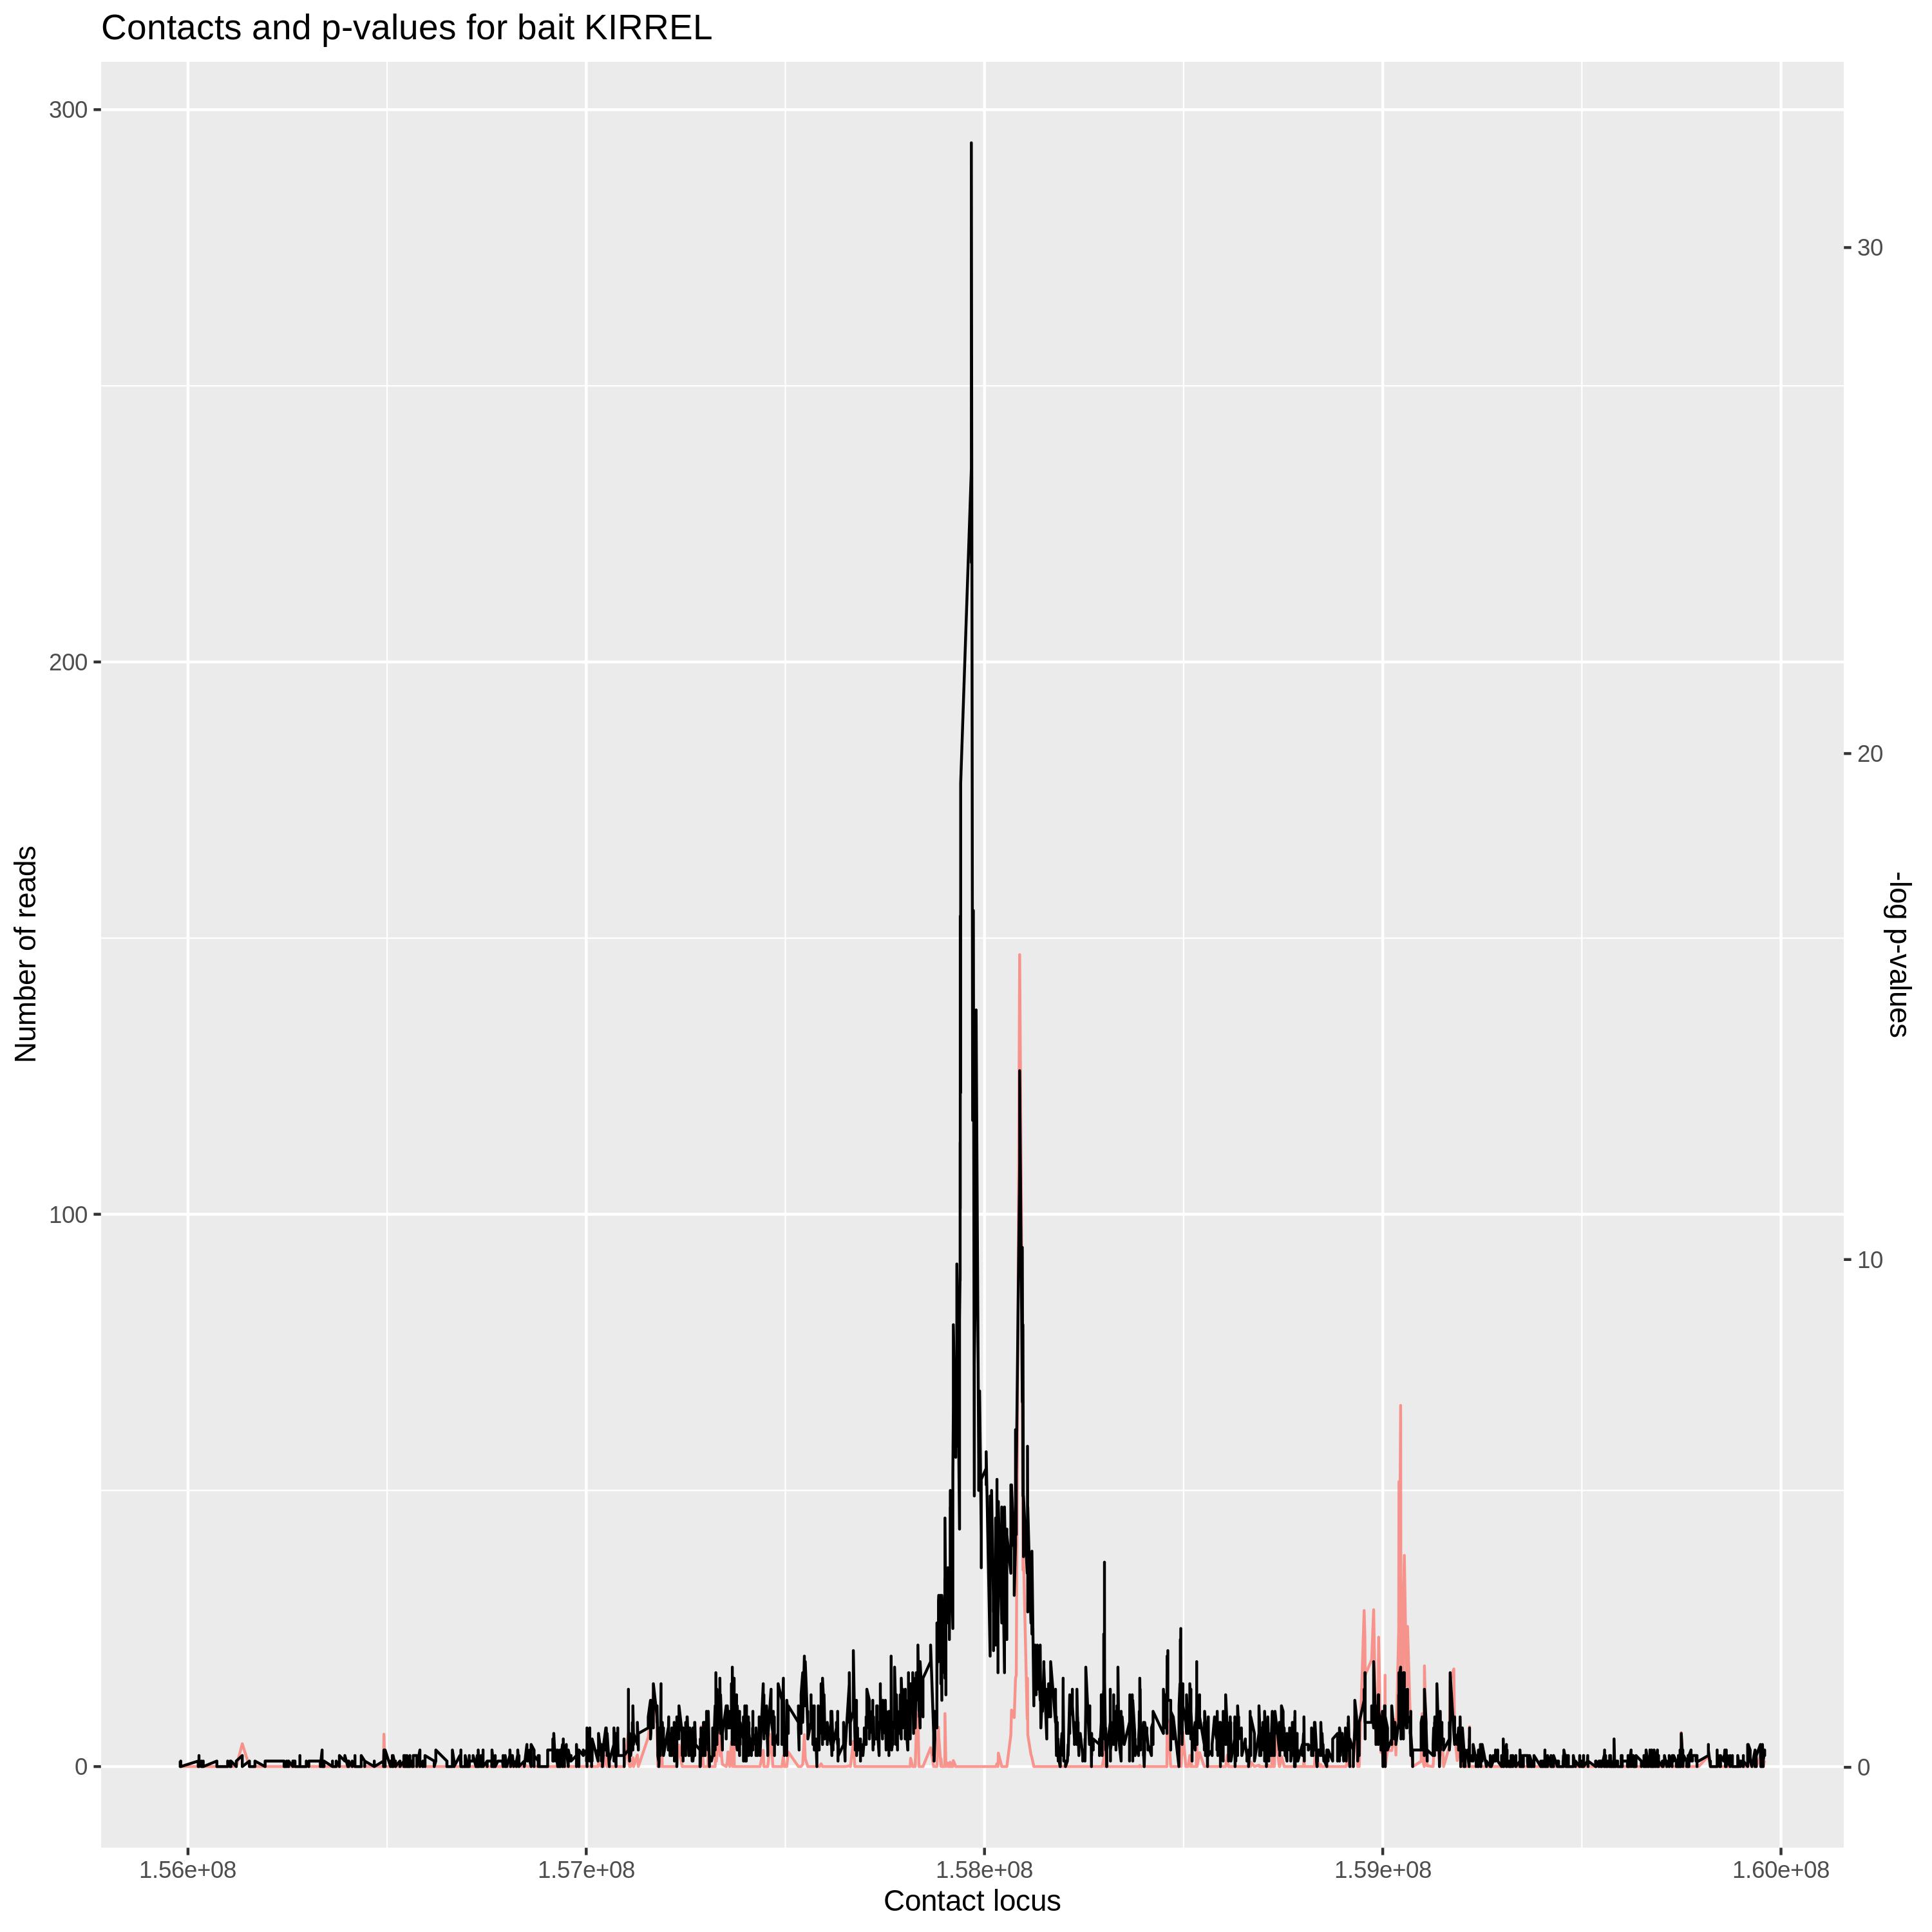 Contacts and p-values for bait KIRREL
300
200
100
0
Number of reads
30
20
10
0
-log p-values
1.56e+08
1.57e+08
1.58e+08
1.59e+08
1.60e+08
Contact locus